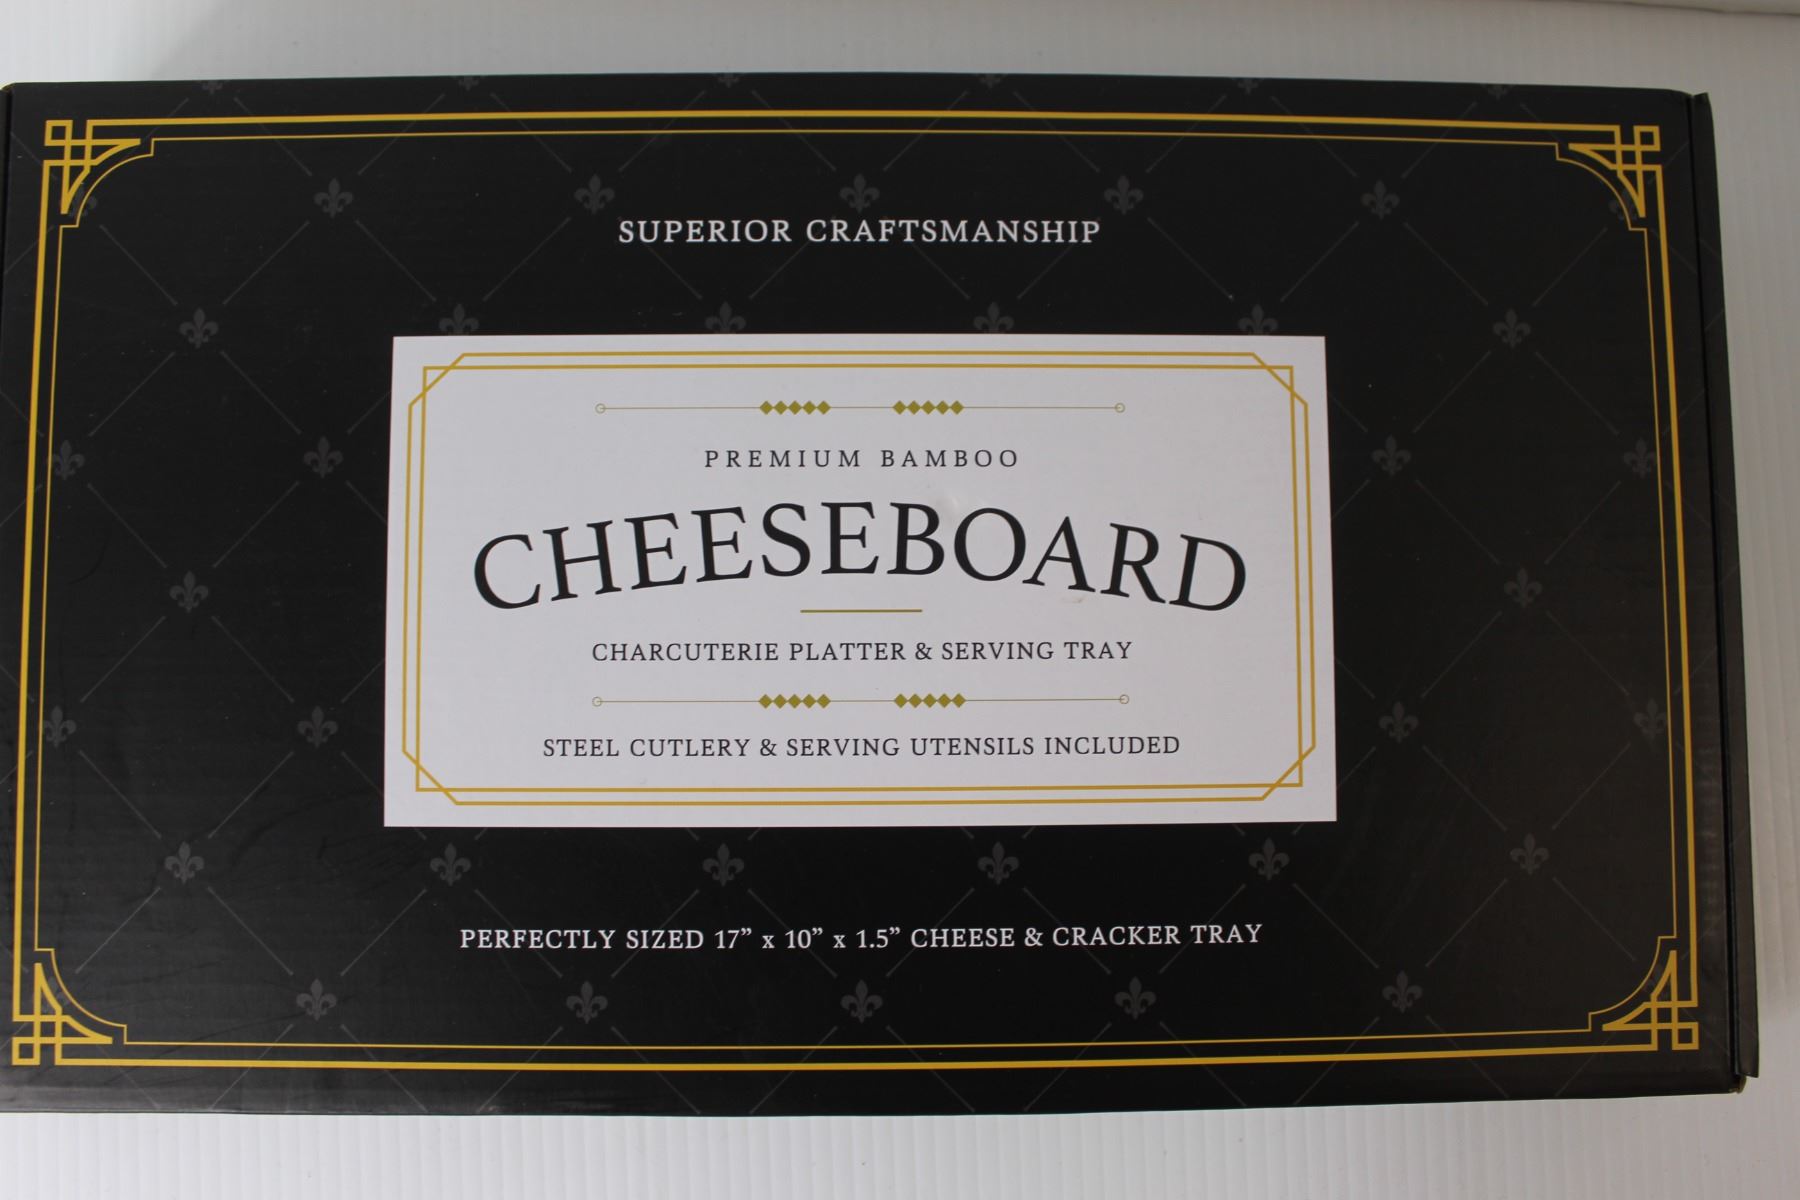 SUPERIOR CRAFTSMANSHIP
PREMIUM BAMBOO
CHEESEBOARD
CHARCUTERIE PLATTER & SERVING TRAY
STEEL CUTLERY & SERVING UTENSILS INCLUDED
PERFECTLY SIZED 17” x 10” x 1.5” CHEESE & CRACKER TRAY